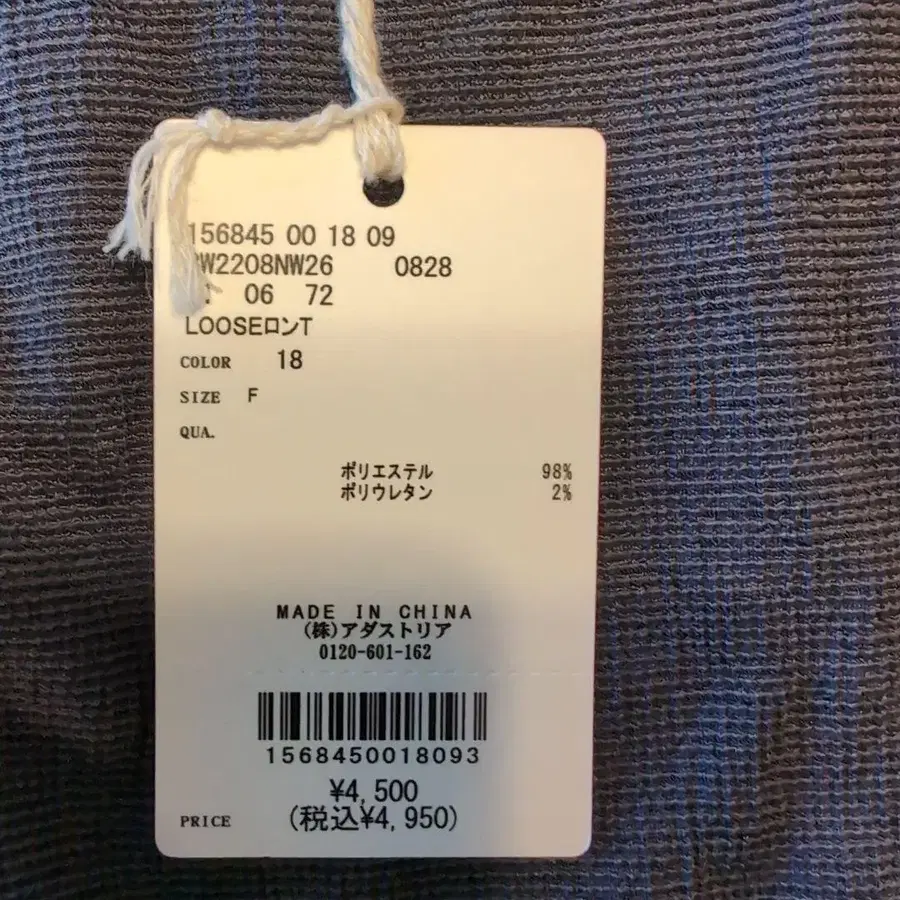 156845 00 18 09
W2208NW26 0828
06 72
LOOSEロンT
COLOR 18
SIZE F
QUA.
ポリエステル 98%
ポリウレタン 2%
MADE IN CHINA
(株)アダストリア
0120-601-162
1568450018093
¥4,500
PRICE (税込¥4,950)